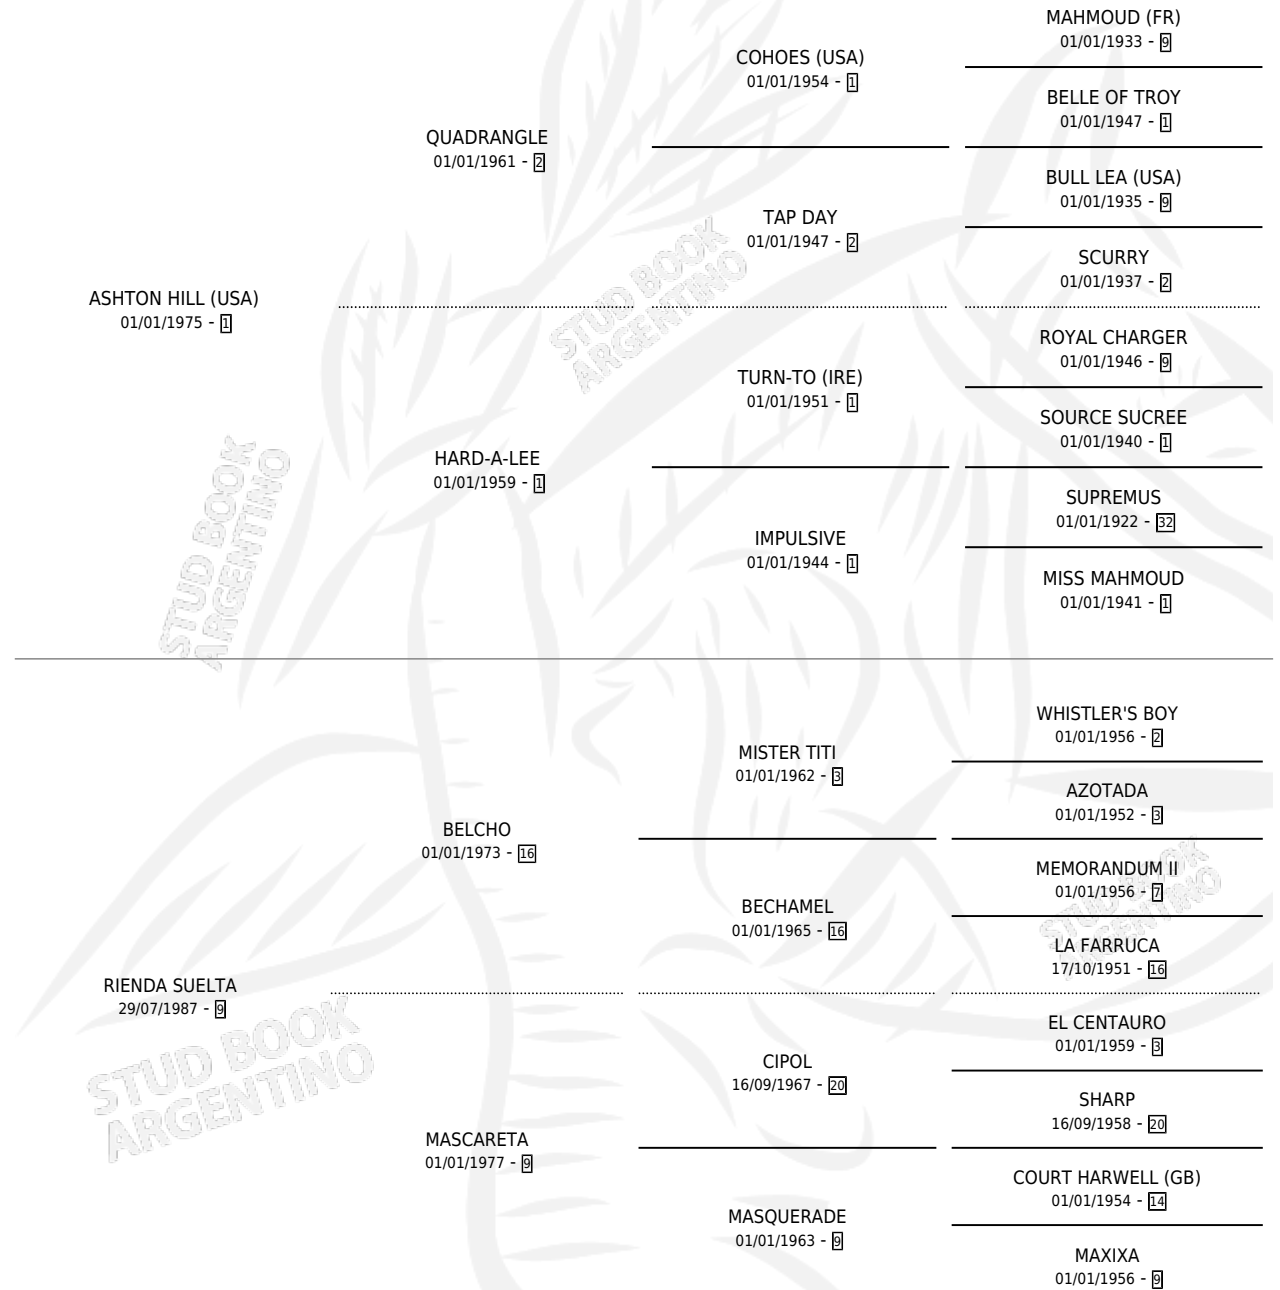 MAHMOUD (FR)
01/01/1933 - 9
COHOES (USA)
01/01/1954 - 1
BELLE OF TROY
01/01/1947 - 1
QUADRANGLE
01/01/1961 - 2
BULL LEA (USA)
01/01/1935 - 9
TAP DAY
01/01/1947 - 2
SCURRY
01/01/1937 - 2
ASHTON HILL (USA)
01/01/1975 - 1
ROYAL CHARGER
01/01/1946 - 9
TURN-TO (IRE)
01/01/1951 - 1
SOURCE SUCREE
01/01/1940 - 1
HARD-A-LEE
01/01/1959 - 1
SUPREMUS
01/01/1922 - 32
IMPULSIVE
01/01/1944 - 1
MISS MAHMOUD
01/01/1941 - 1
WHISTLER'S BOY
01/01/1956 - 2
MISTER TITI
01/01/1962 - 3
AZOTADA
01/01/1952 - 3
BELCHO
01/01/1973 - 16
MEMORANDUM II
01/01/1956 - 7
BECHAMEL
01/01/1965 - 16
LA FARRUCA
17/10/1951 - 16
RIENDA SUELTA
29/07/1987 - 9
EL CENTAURO
01/01/1959 - 3
CIPOL
16/09/1967 - 20
SHARP
16/09/1958 - 20
MASCARETA
01/01/1977 - 9
COURT HARWELL (GB)
01/01/1954 - 14
MASQUERADE
01/01/1963 - 9
MAXIXA
01/01/1956 - 9
STUD BOOK
ARGENTINO
STUD BOOK
ARGENTINO
STUD BOOK
ARGENTINO
STUD BOOK
ARGENTINO